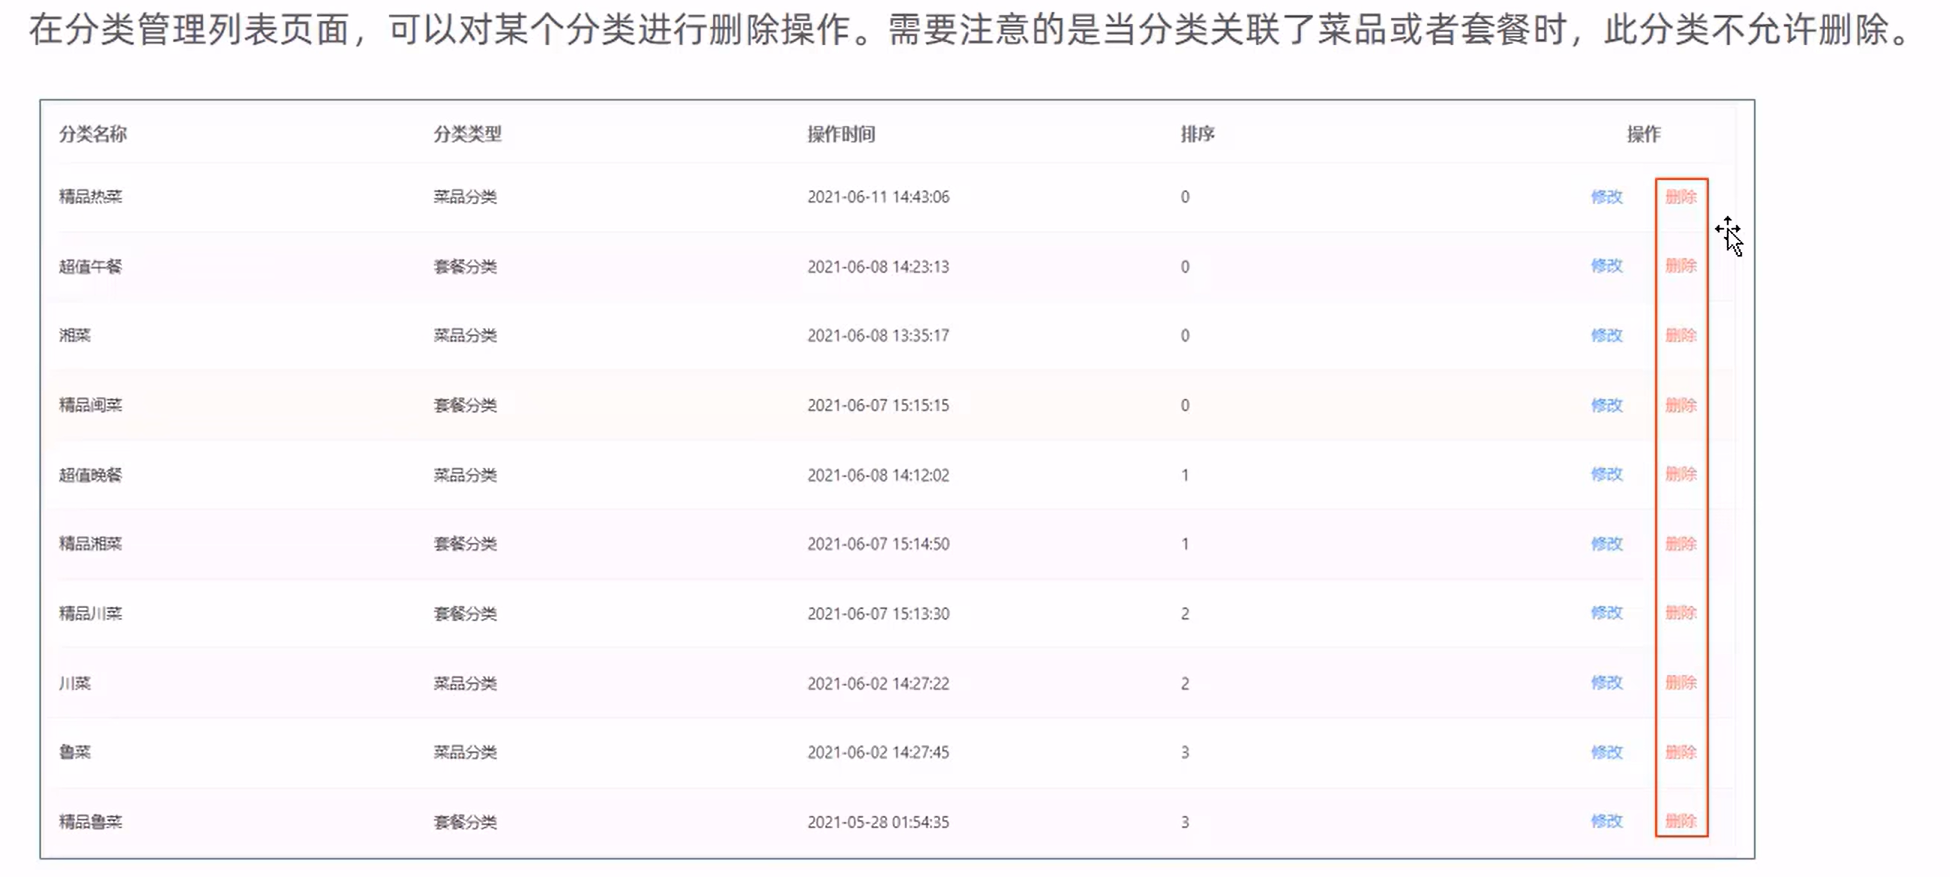 在分类管理列表页面，可以对某个分类进行删除操作。需要注意的是当分类关联了菜品或者套餐时，此分类不允许删除。
分类名称 分类类型 操作时间 排序 操作
精品热菜 菜品分类 2021-06-11 14:43:06 0 修改 删除
超值午餐 套餐分类 2021-06-08 14:23:13 0 修改 删除
湘菜 菜品分类 2021-06-08 13:35:17 0 修改 删除
精品闽菜 套餐分类 2021-06-07 15:15:15 0 修改 删除
超值晚餐 菜品分类 2021-06-08 14:12:02 1 修改 删除
精品湘菜 套餐分类 2021-06-07 15:14:50 1 修改 删除
精品川菜 套餐分类 2021-06-07 15:13:30 2 修改 删除
川菜 菜品分类 2021-06-02 14:27:22 2 修改 删除
鲁菜 菜品分类 2021-06-02 14:27:45 3 修改 删除
精品鲁菜 套餐分类 2021-05-28 01:54:35 3 修改 删除